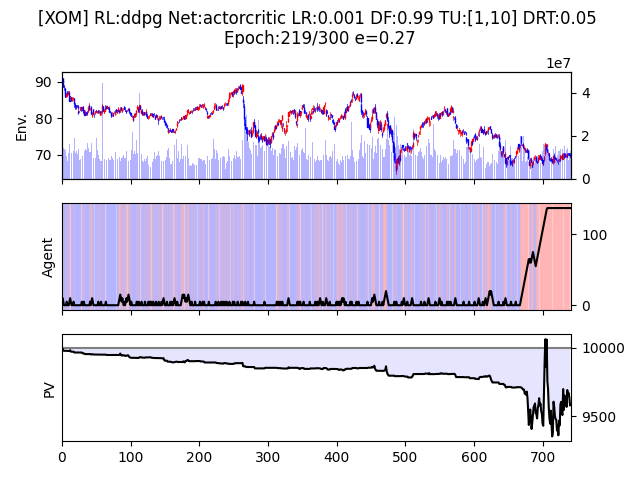 [XOM] RL:ddpg Net:actorcritic LR:0.001 DF:0.99 TU:[1,10] DRT:0.05
Epoch:219/300 e=0.27
1e7
90
80
70
Env.
4
2
0
Agent
100
0
PV
10000
9500
0 100 200 300 400 500 600 700